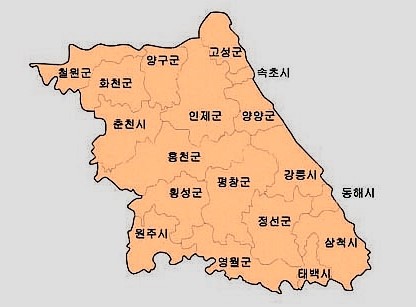 고성군
양구군
철원군
속초시
화천군
인제군
양양군
춘천시
홍천군
강릉시
평창군
횡성군
동해시
정선군
원주시
삼척시
영월군
태백시